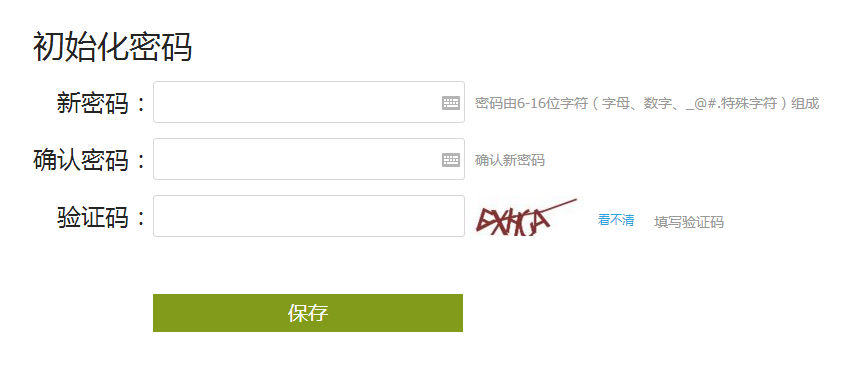 初始化密码
新密码： 密码由6-16位字符（字母、数字、_@#.特殊字符）组成
确认密码： 确认新密码
验证码： 看不清 填写验证码
保存